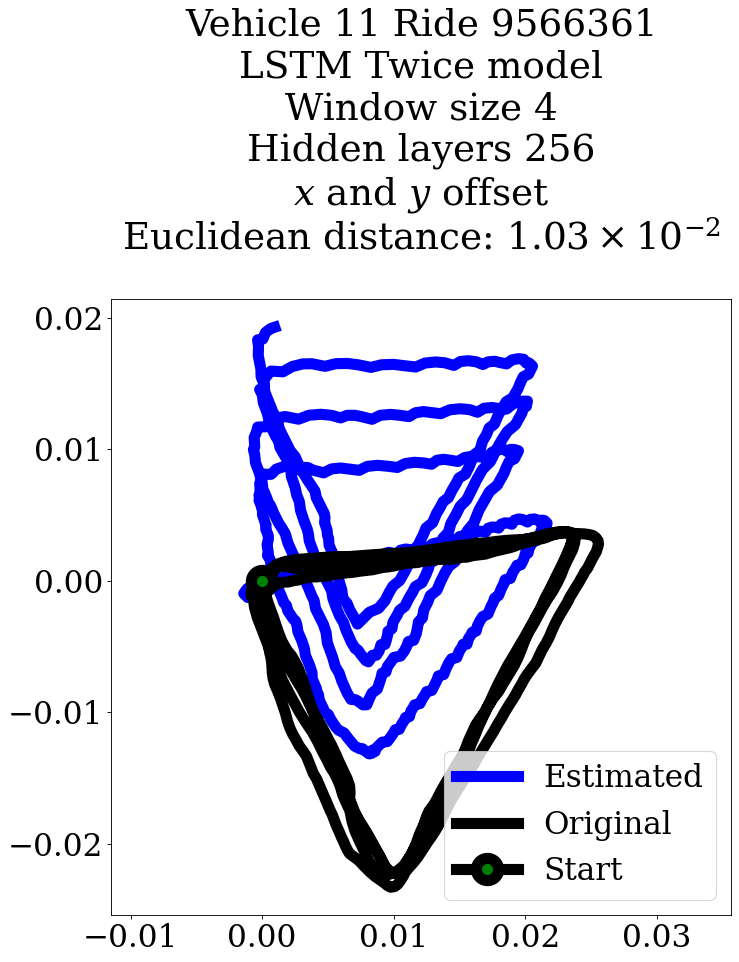 Vehicle 11 Ride 9566361
LSTM Twice model
Window size 4
Hidden layers 256
x and y offset
Euclidean distance: 1.03 × 10⁻²
0.02
0.01
0.00
−0.01
−0.02
Estimated
Original
Start
−0.01 0.00 0.01 0.02 0.03